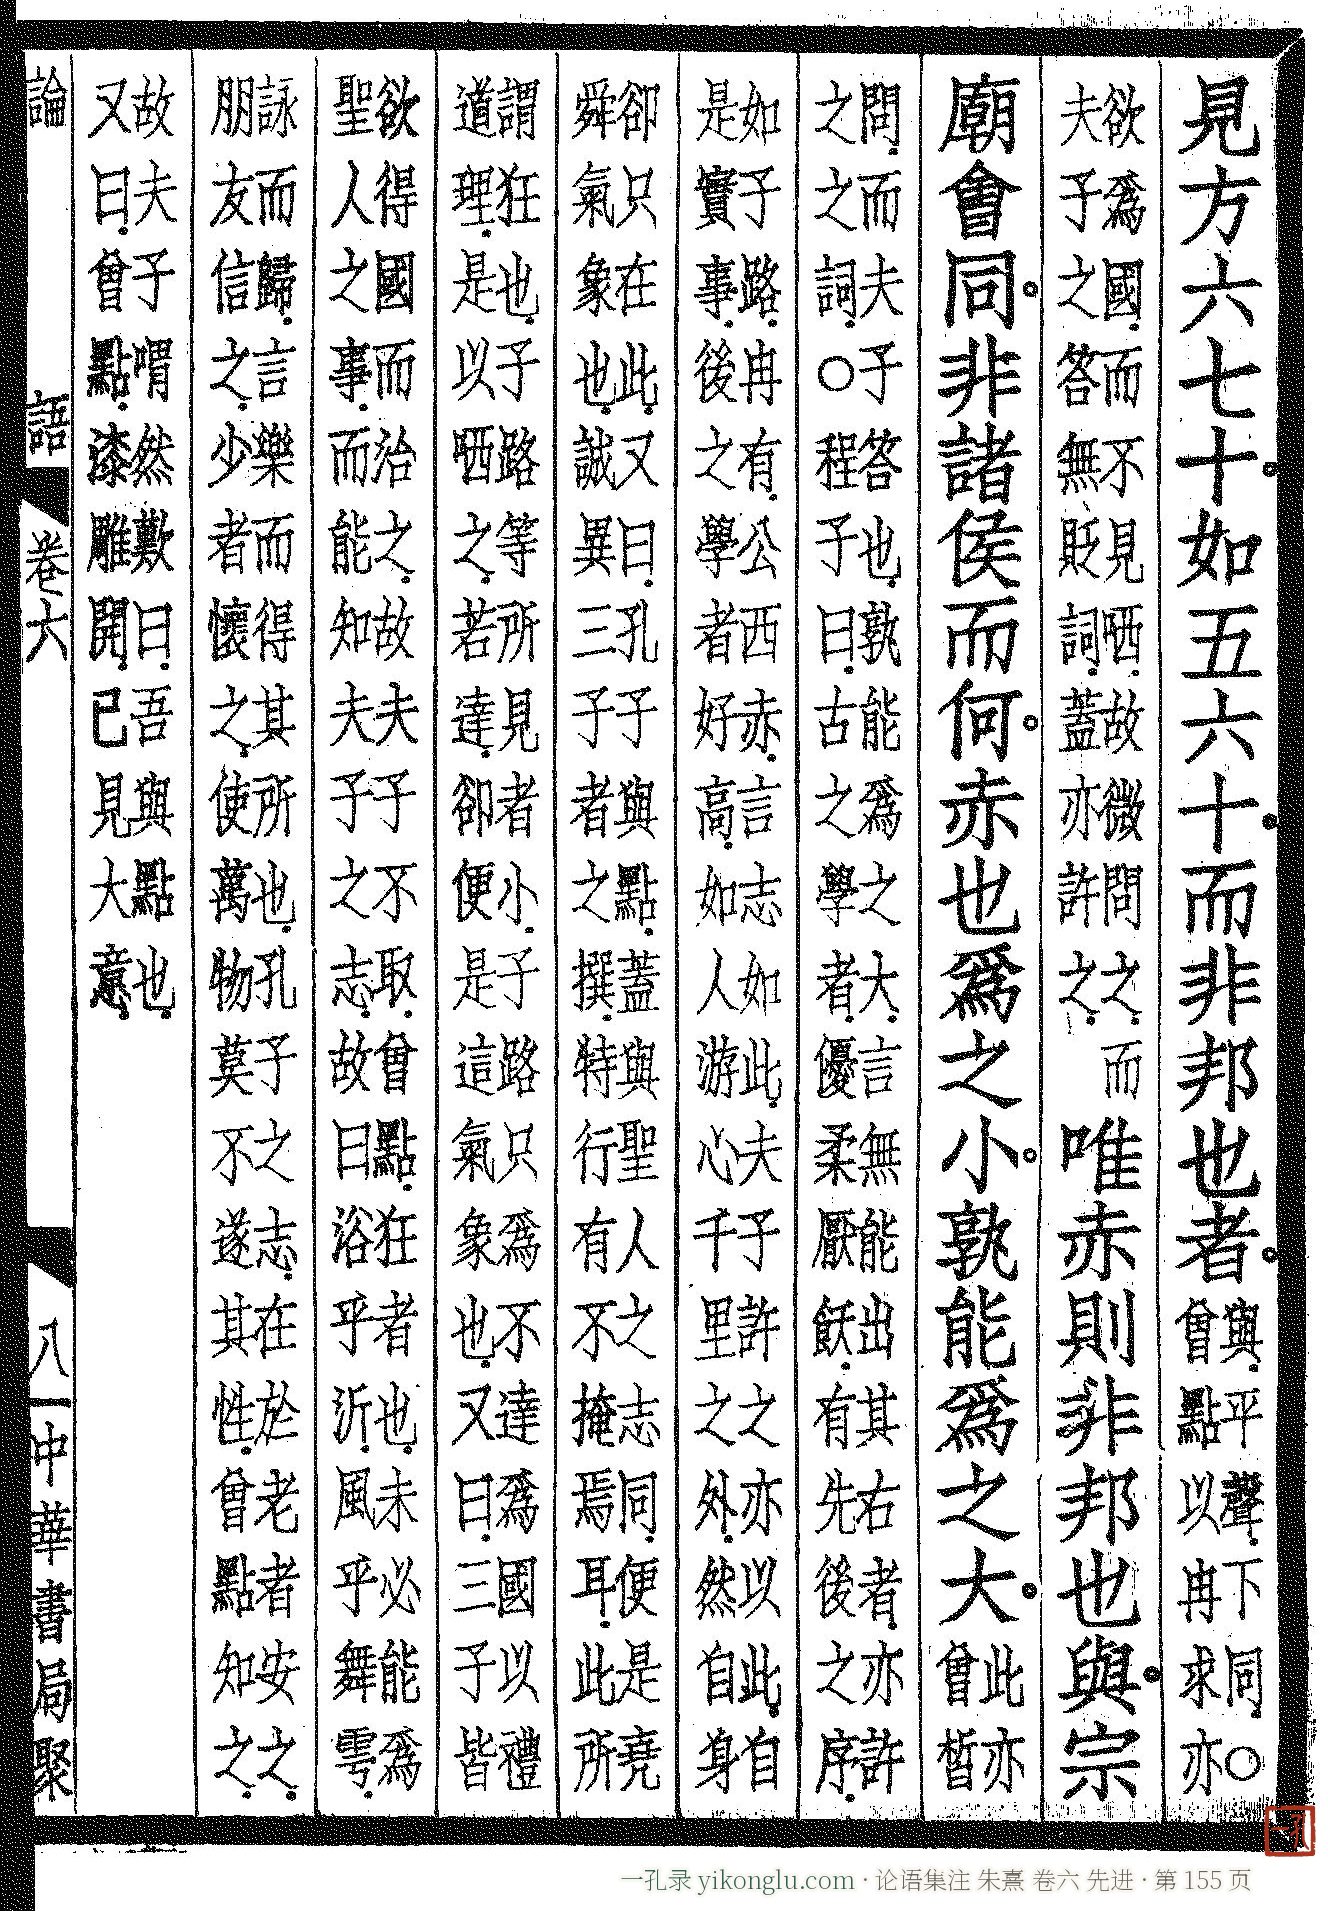 見方六七十。如五六十。而非邦也者。與。平聲。下同。○
曾點以冉求亦
欲爲國。而不見哂。故微問之。而
夫子之答無貶詞。蓋亦許之。
唯赤則非邦也與。宗
廟會同。非諸侯而何。赤也爲之小。孰能爲之大。此亦
曾晳
問。而夫子答也。孰能爲之大。言無能出其右者。亦許
之之詞。○程子曰。古之學者。優柔厭飫。有先後之序。
如子路。冉有。公西赤。言志如此。夫子許之。亦以此。自
是實事。後之學者好高。如人游心千里之外。然自身
卻只在此。又曰。孔子與點。蓋與聖人之志同。便是堯
舜氣象也。誠異三子者之撰。特行有不掩焉耳。此所
謂狂也。子路等所見者小。子路只爲不達爲國以禮
道理。是以哂之。若達。卻便是這氣象也。又曰。三子皆
欲得國而治之。故夫子不取。曾點。狂者也。未必能爲
聖人之事。而能知夫子之志。故曰浴乎沂。風乎舞雩。
詠而歸。言樂而得其所也。孔子之志。在於老者安之。
朋友信之。少者懷之。使萬物莫不遂其性。曾點知之。
故夫子喟然歎曰。吾與點也。
又曰。曾點。漆雕開。已見大意。
論語 卷六 八一中華書局聚
一孔
一孔录 yikonglu.com · 论语集注 朱熹 卷六 先进 · 第 155 页